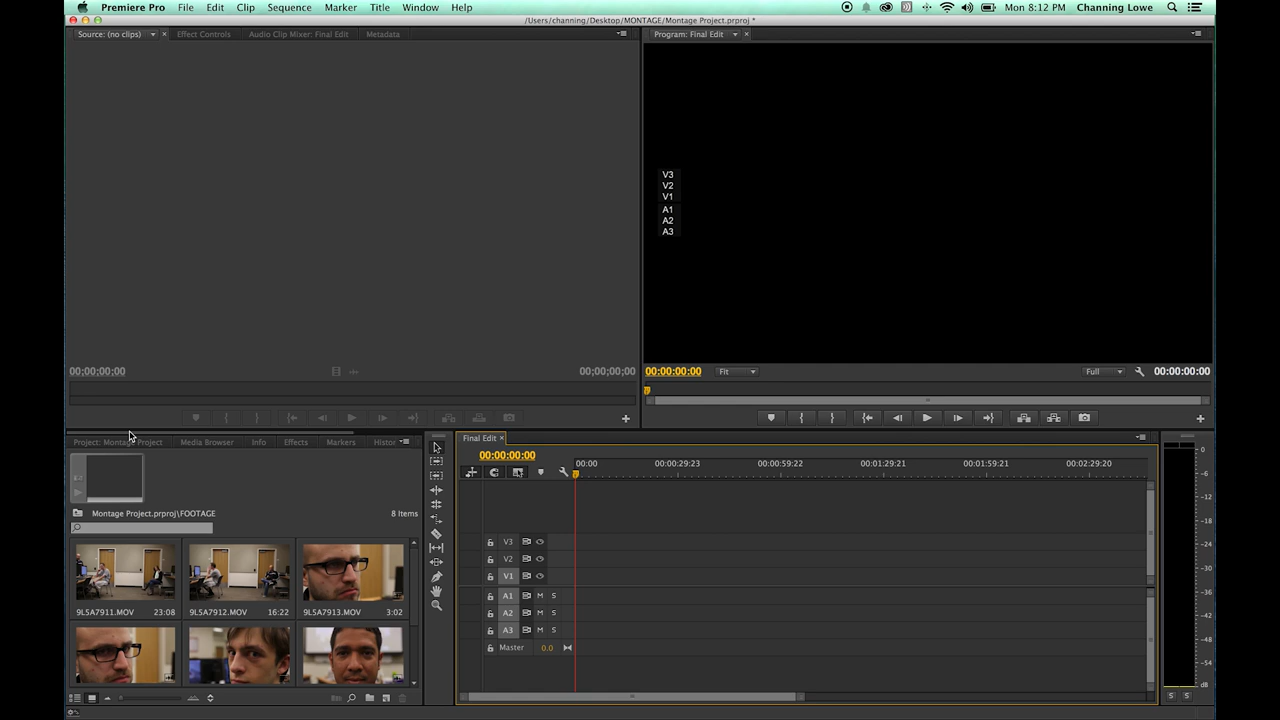 Premiere Pro File Edit Clip Sequence Marker Title Window Help Mon 8:12 PM Channing Lowe
/Users/channing/Desktop/MONTAGE/Montage Project.prproj *
Source: (no clips) Effect Controls Audio Clip Mixer: Final Edit Metadata
Program: Final Edit
V3
V2
V1
A1
A2
A3
00:00:00;00 00;00;00;00
00:00:00:00 Fit Full 00:00:00:00
Project: Montage Project Media Browser Info Effects Markers Histor
Final Edit
00:00:00:00
00:00 00:00:29:23 00:00:59:22 00:01:29:21 00:01:59:21 00:02:29:20
Montage Project.prproj\FOOTAGE 8 Items
9L5A7911.MOV 23:08 9L5A7912.MOV 16:22 9L5A7913.MOV 3:02
V3
V2
V1
A1 M S
A2 M S
A3 M S
Master 0.0
0
-6
-12
-18
-24
-30
-36
-42
-48
-54
dB
S S